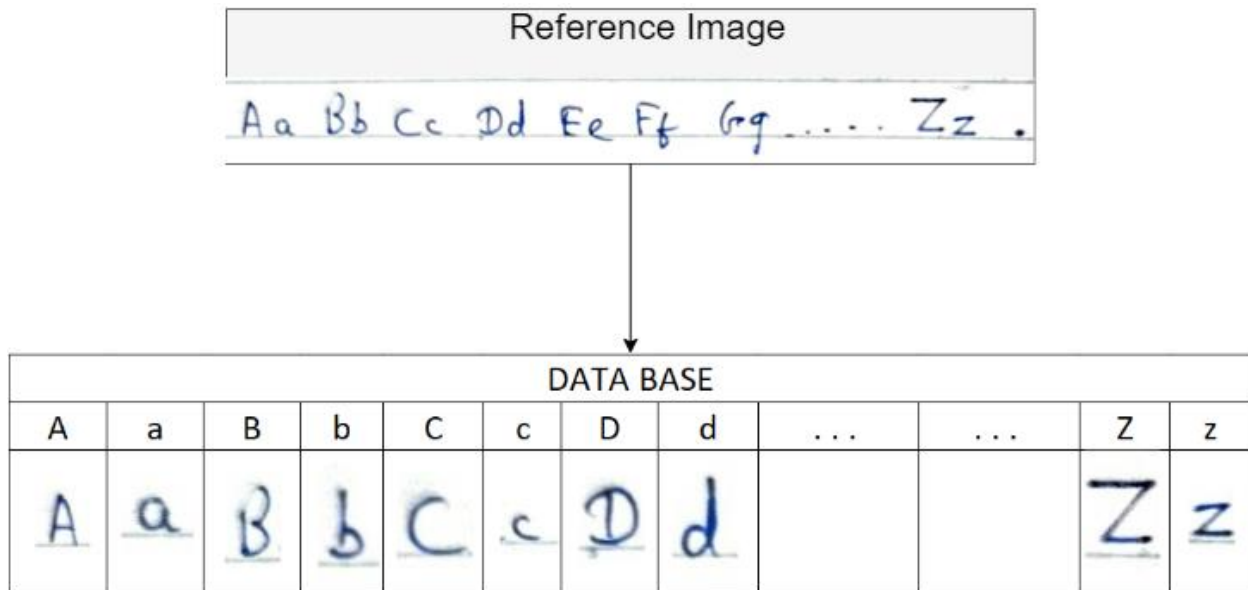 Reference Image
Aa Bb Cc Dd Ee Ff Gg ..... Zz .
DATA BASE
A a B b C c D d ... ... Z z
A a B b C c D d Z z